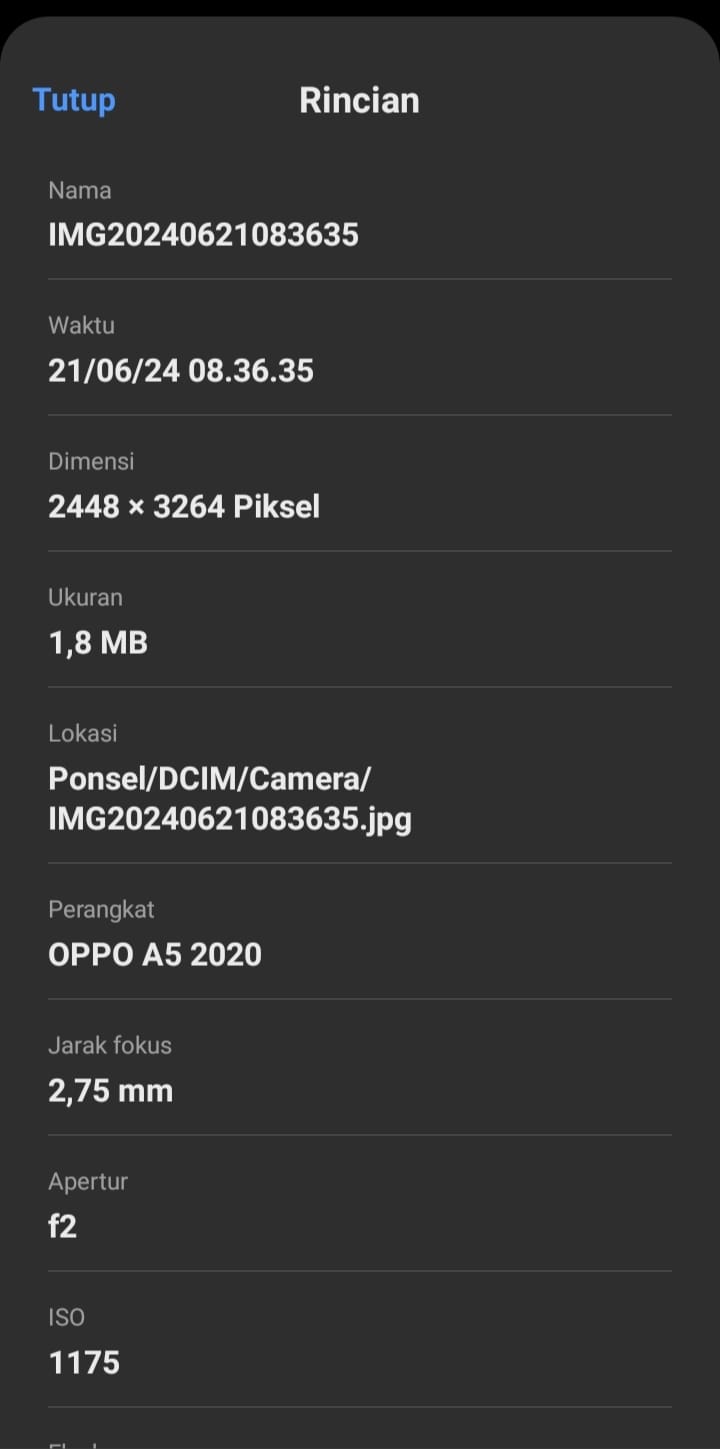 Tutup
Rincian
Nama
IMG20240621083635
Waktu
21/06/24 08.36.35
Dimensi
2448 × 3264 Piksel
Ukuran
1,8 MB
Lokasi
Ponsel/DCIM/Camera/
IMG20240621083635.jpg
Perangkat
OPPO A5 2020
Jarak fokus
2,75 mm
Apertur
f2
ISO
1175